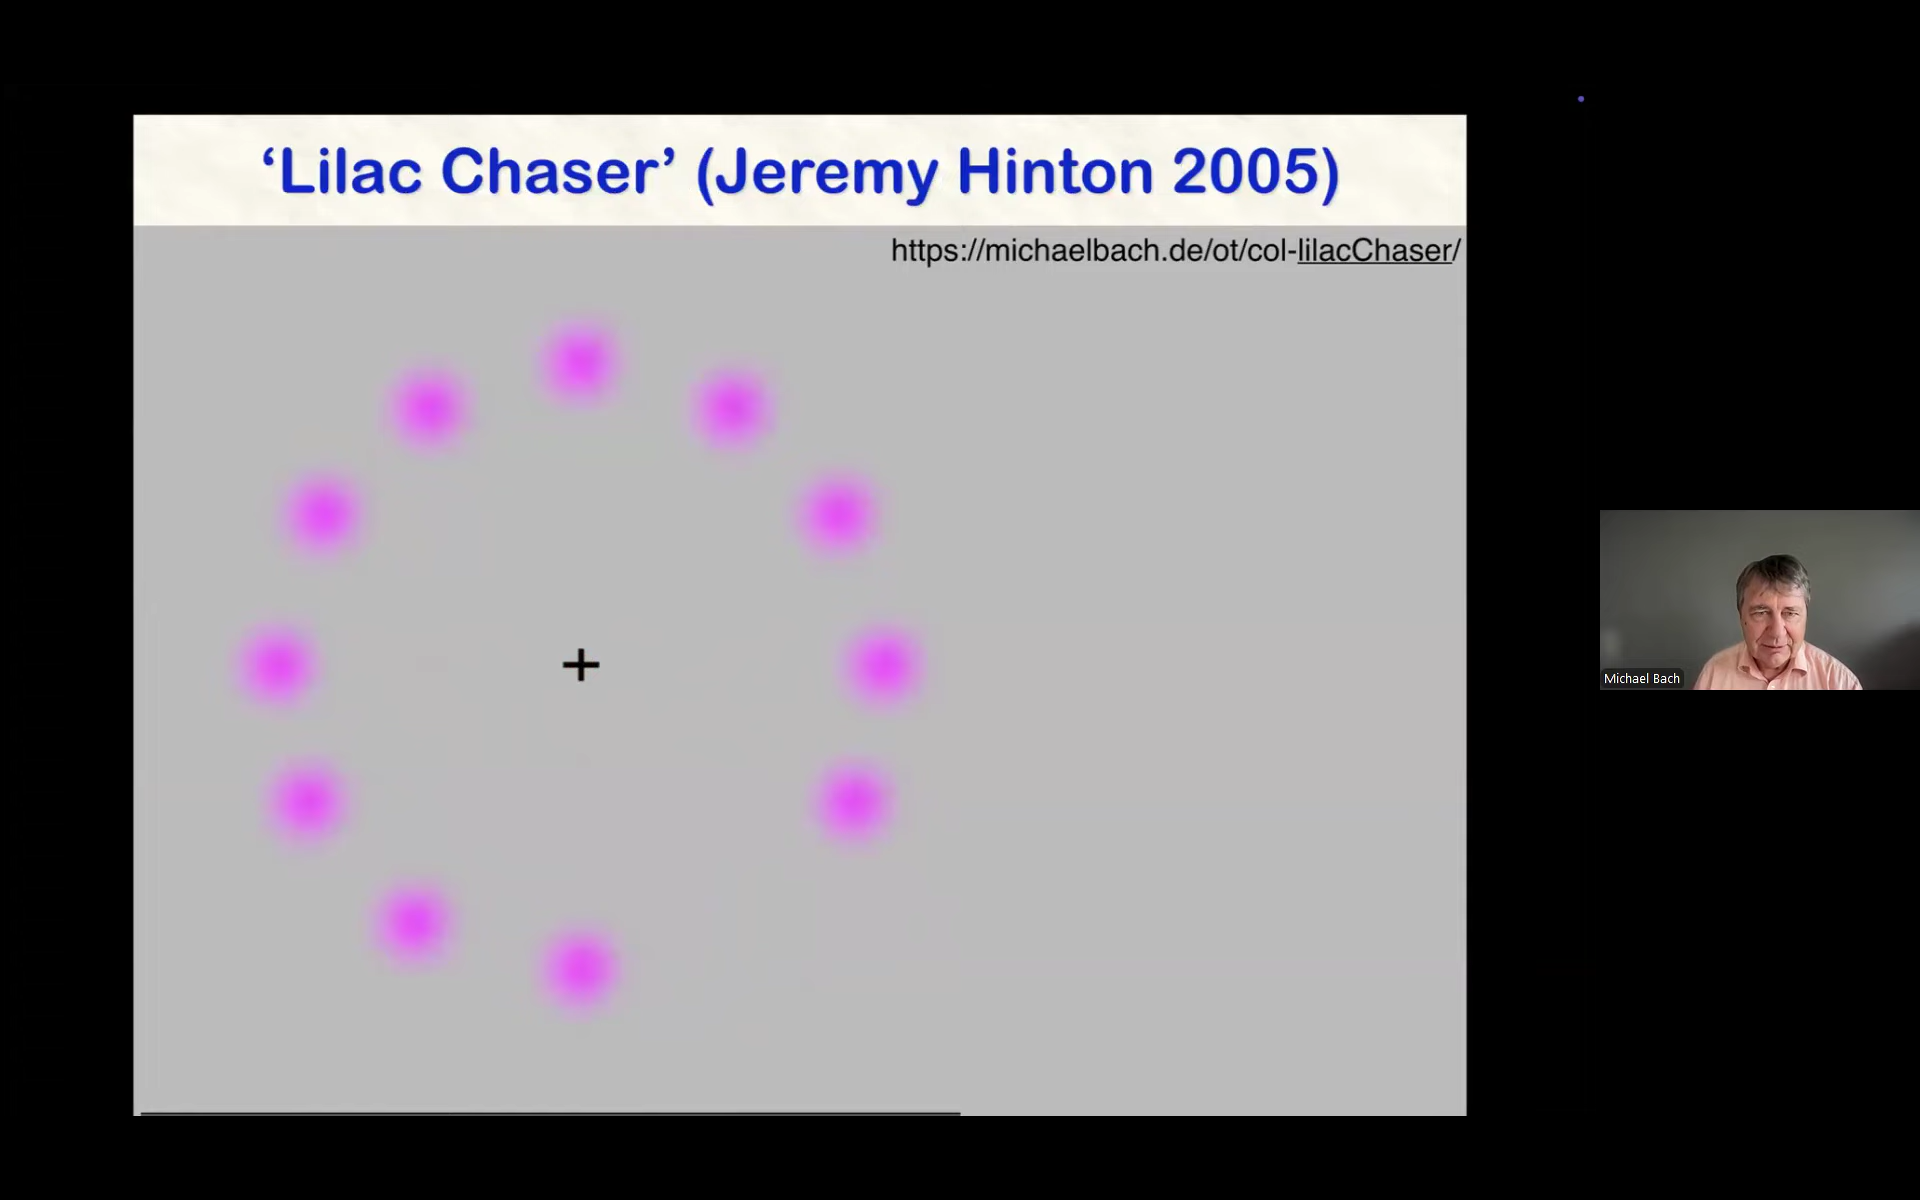 ‘Lilac Chaser’ (Jeremy Hinton 2005)
https://michaelbach.de/ot/col-lilacChaser/
Michael Bach